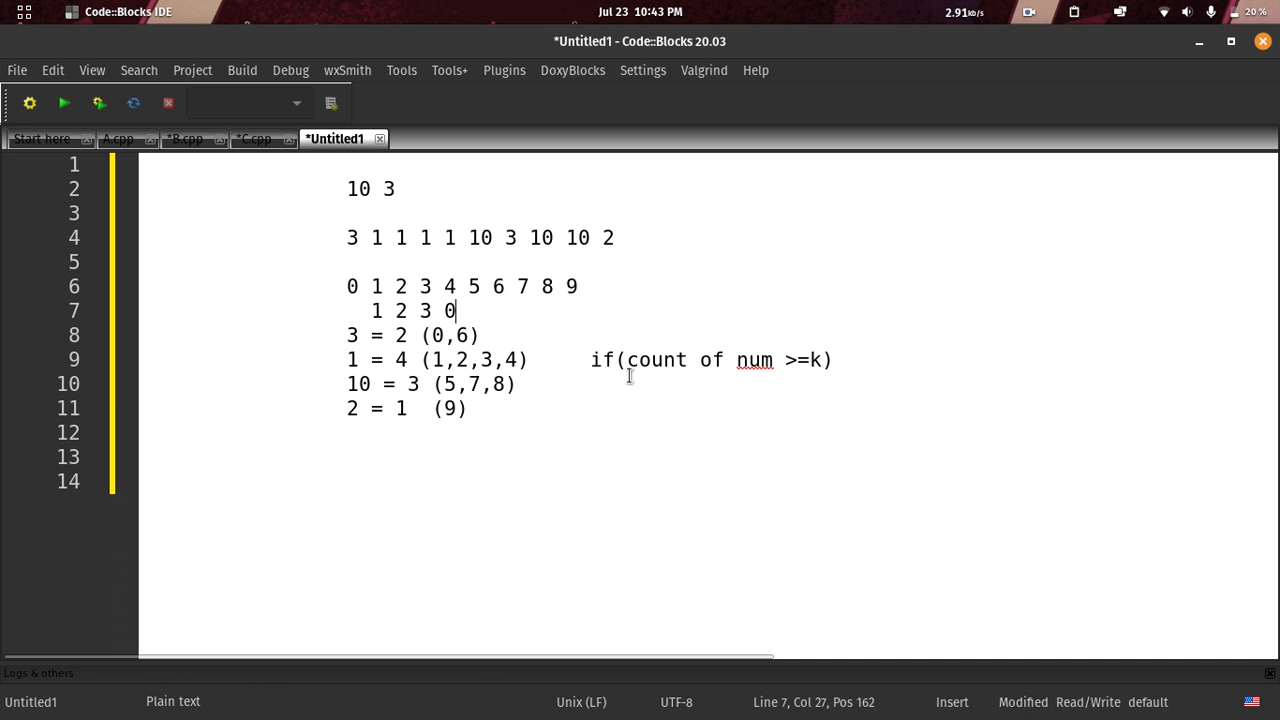 Code::Blocks IDE
Jul 23 10:43 PM
2.91kb/s
20 %
*Untitled1 - Code::Blocks 20.03
File Edit View Search Project Build Debug wxSmith Tools Tools+ Plugins DoxyBlocks Settings Valgrind Help
Start here A.cpp *B.cpp *C.cpp *Untitled1
1
2 10 3
3
4 3 1 1 1 1 10 3 10 10 2
5
6 0 1 2 3 4 5 6 7 8 9
7 1 2 3 0
8 3 = 2 (0,6)
9 1 = 4 (1,2,3,4) if(count of num >=k)
10 10 = 3 (5,7,8)
11 2 = 1 (9)
12
13
14
Logs & others
Untitled1 Plain text Unix (LF) UTF-8 Line 7, Col 27, Pos 162 Insert Modified Read/Write default